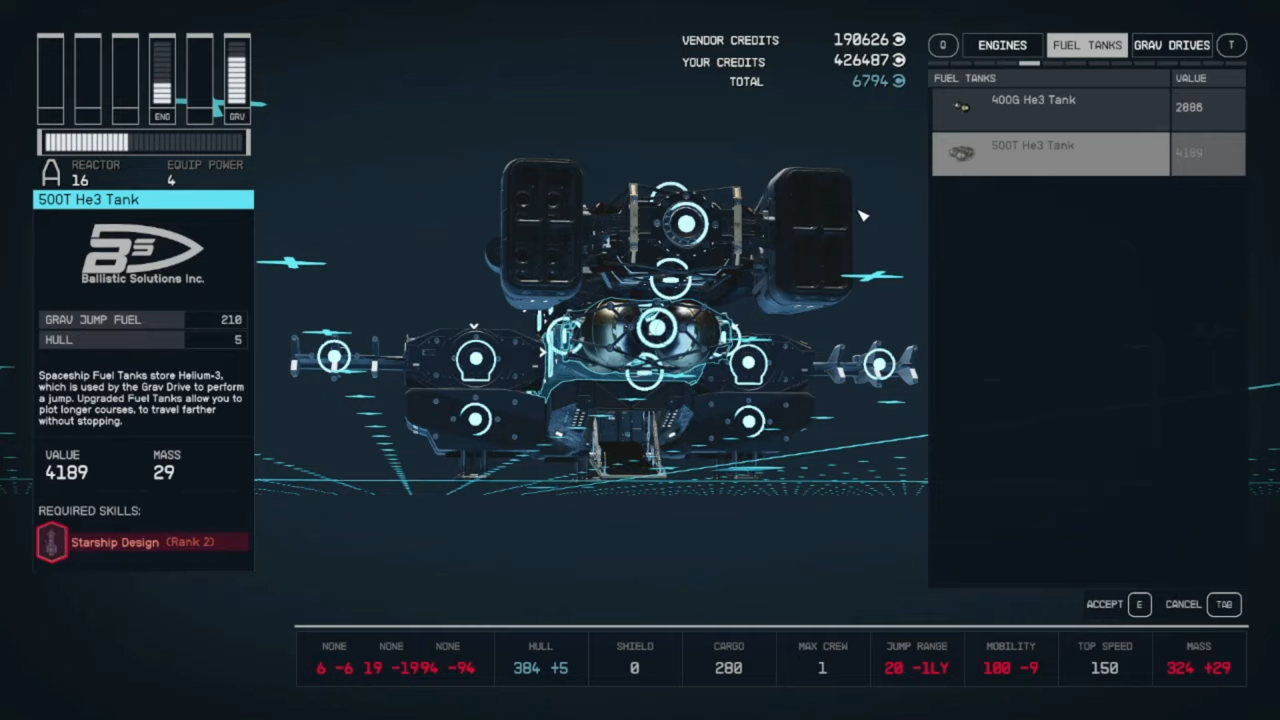 VENDOR CREDITS 190626
YOUR CREDITS 426487
TOTAL 6794
Q ENGINES FUEL TANKS GRAV DRIVES T
FUEL TANKS VALUE
400G He3 Tank 2886
500T He3 Tank 4189
ENG GRV
A REACTOR EQUIP POWER
16 4
500T He3 Tank
BS
Ballistic Solutions Inc.
GRAV JUMP FUEL 210
HULL 5
Spaceship Fuel Tanks store Helium-3,
which is used by the Grav Drive to perform
a jump. Upgraded Fuel Tanks allow you to
plot longer courses, to travel farther
without stopping.
VALUE MASS
4189 29
REQUIRED SKILLS:
Starship Design (Rank 2)
ACCEPT E CANCEL TAB
NONE NONE NONE HULL SHIELD CARGO MAX CREW JUMP RANGE MOBILITY TOP SPEED MASS
6 -6 19 -19 94 -94 384 +5 0 280 1 20 -1LY 100 -9 150 324 +29